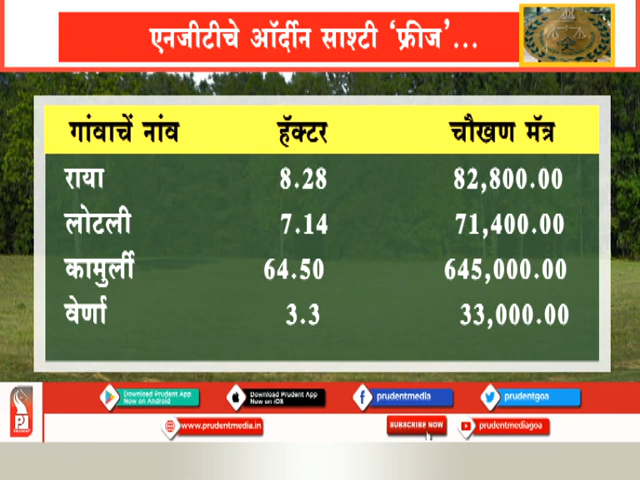 एनजीटीचे ऑर्दीन साश्टी ‘फ्रीज’...
गांवाचें नांव हॅक्टर चौखण मॅत्र
राया 8.28 82,800.00
लोटली 7.14 71,400.00
कामुर्ली 64.50 645,000.00
वेर्णा 3.3 33,000.00
Download Prudent App Now on Android
Download Prudent App Now on iOS
prudentmedia
prudentgoa
www.prudentmedia.in
SUBSCRIBE NOW
prudentmediagoa